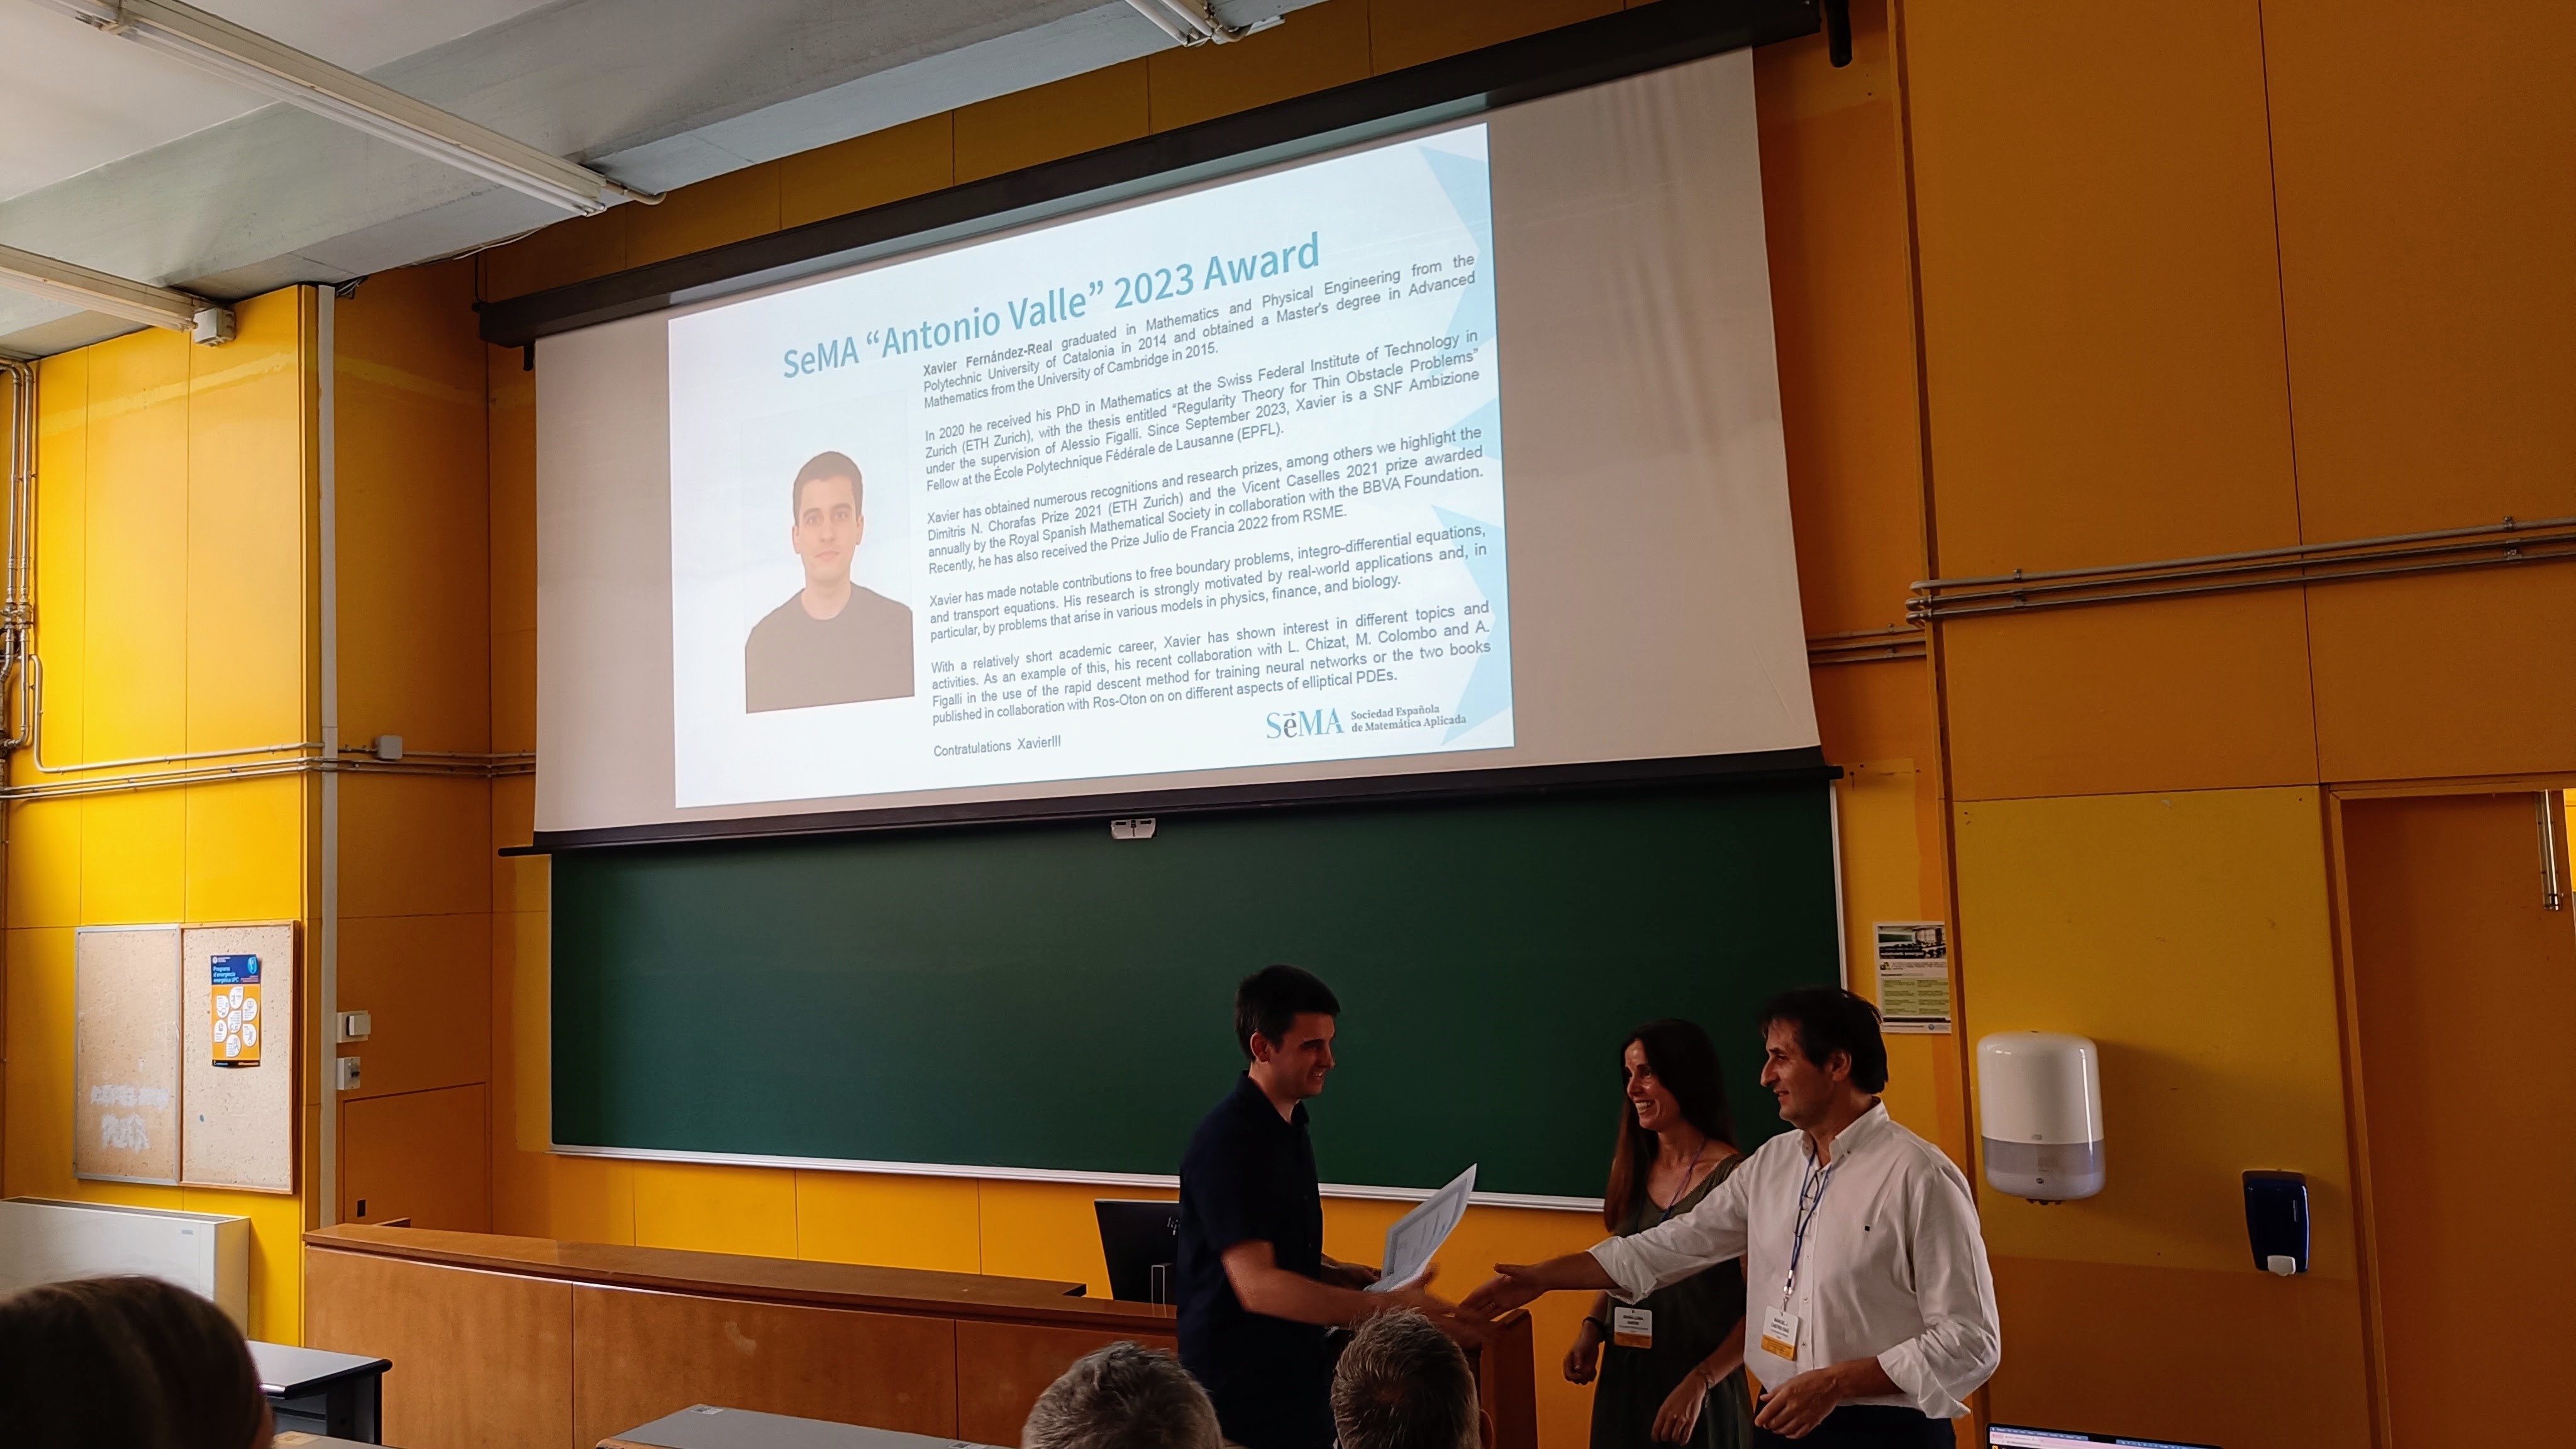 SeMA “Antonio Valle” 2023 Award
Xavier Fernández-Real graduated in Mathematics and Physical Engineering from the
Polytechnic University of Catalonia in 2014 and obtained a Master's degree in Advanced
Mathematics from the University of Cambridge in 2015.
In 2020 he received his PhD in Mathematics at the Swiss Federal Institute of Technology in
Zurich (ETH Zurich), with the thesis entitled “Regularity Theory for Thin Obstacle Problems”
under the supervision of Alessio Figalli. Since September 2023, Xavier is a SNF Ambizione
Fellow at the École Polytechnique Fédérale de Lausanne (EPFL).
Xavier has obtained numerous recognitions and research prizes, among others we highlight the
Dimitris N. Chorafas Prize 2021 (ETH Zurich) and the Vicent Caselles 2021 prize awarded
annually by the Royal Spanish Mathematical Society in collaboration with the BBVA Foundation.
Recently, he has also received the Prize Julio de Francia 2022 from RSME.
Xavier has made notable contributions to free boundary problems, integro-differential equations,
and transport equations. His research is strongly motivated by real-world applications and, in
particular, by problems that arise in various models in physics, finance, and biology.
With a relatively short academic career, Xavier has shown interest in different topics and
activities. As an example of this, his recent collaboration with L. Chizat, M. Colombo and A.
Figalli in the use of the rapid descent method for training neural networks or the two books
published in collaboration with Ros-Oton on on different aspects of elliptical PDEs.
Contratulations Xavier!!!
SeMA
Sociedad Española
de Matemática Aplicada
Programa
d'emergència
energètica UPC
MANUEL J.
CASTRO DÍAZ